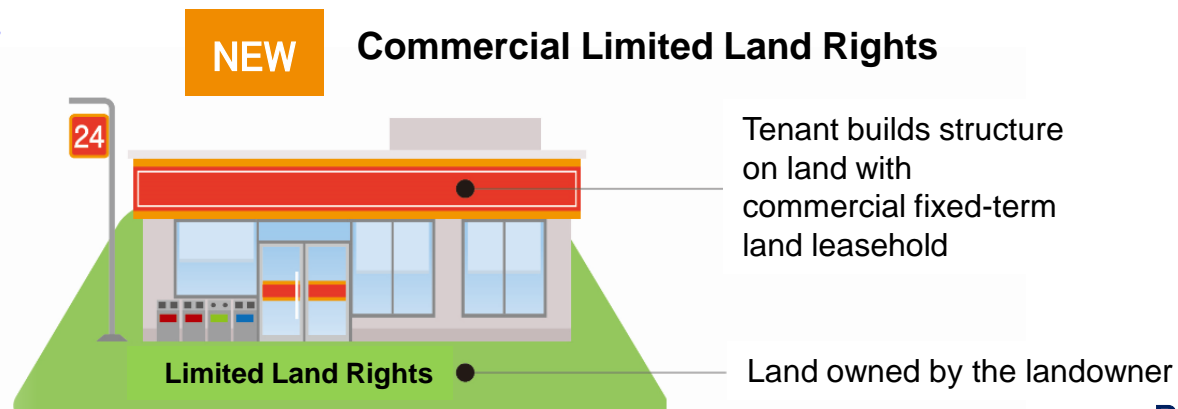 NEW
Commercial Limited Land Rights
24
Tenant builds structure
on land with
commercial fixed-term
land leasehold
Limited Land Rights
Land owned by the landowner